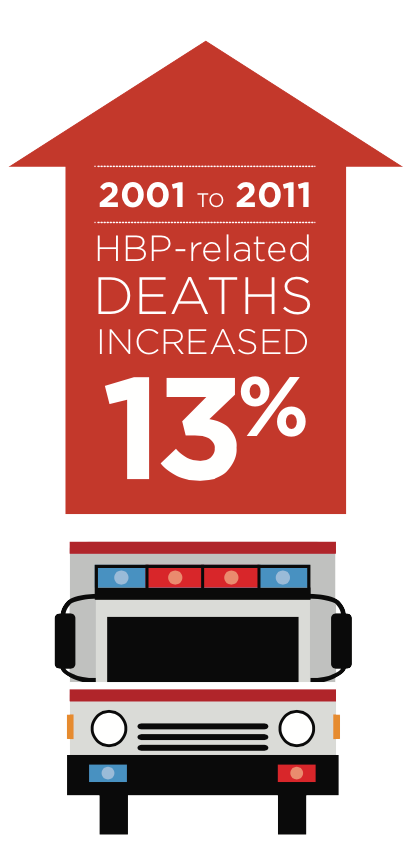 2001 TO 2011
HBP-related
DEATHS
INCREASED
13%